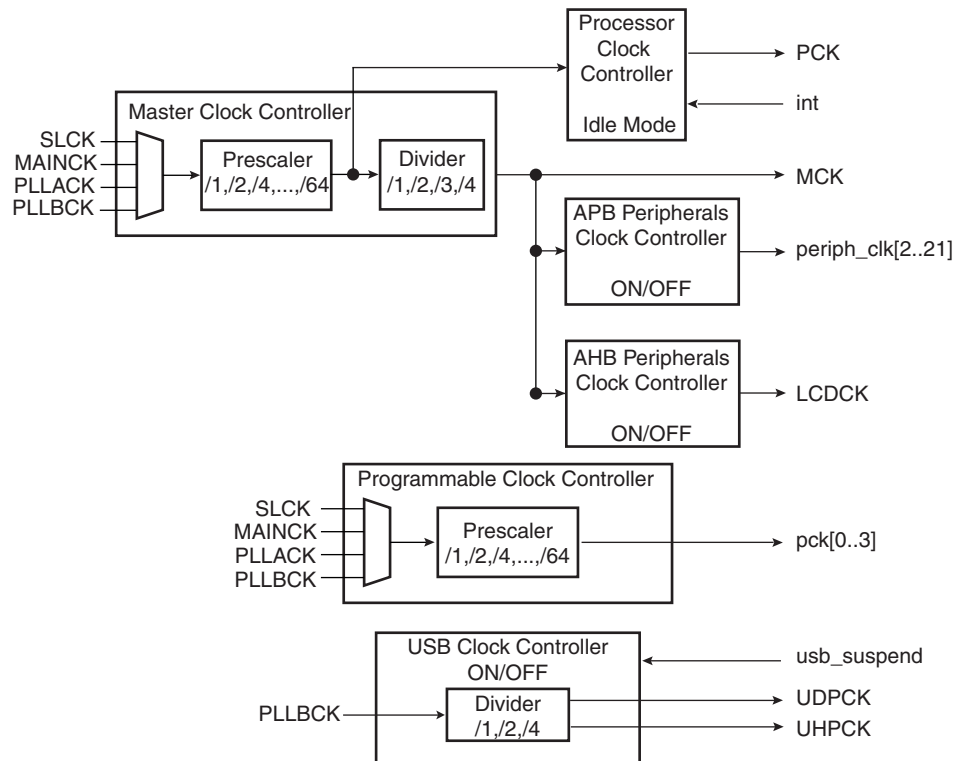 Processor
Clock
Controller
Idle Mode
PCK
int
Master Clock Controller
SLCK
MAINCK
PLLACK
PLLBCK
Prescaler
/1,/2,/4,...,/64
Divider
/1,/2,/3,/4
MCK
APB Peripherals
Clock Controller
ON/OFF
periph_clk[2..21]
AHB Peripherals
Clock Controller
ON/OFF
LCDCK
Programmable Clock Controller
SLCK
MAINCK
PLLACK
PLLBCK
Prescaler
/1,/2,/4,...,/64
pck[0..3]
USB Clock Controller
ON/OFF
usb_suspend
PLLBCK
Divider
/1,/2,/4
UDPCK
UHPCK